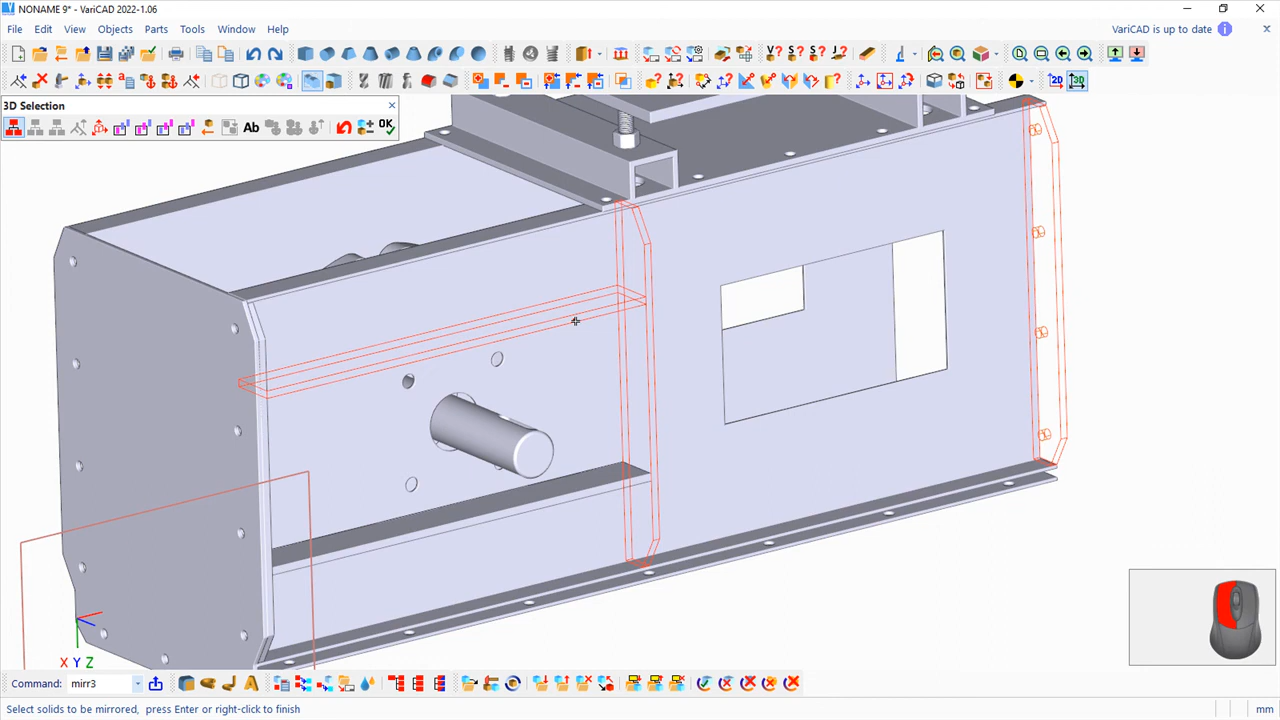 NONAME 9* - VariCAD 2022-1.06
File Edit View Objects Parts Tools Window Help
VariCAD is up to date
3D Selection
Ab OK
X Y Z
Command: mirr3
Select solids to be mirrored, press Enter or right-click to finish
mm
2D 3D